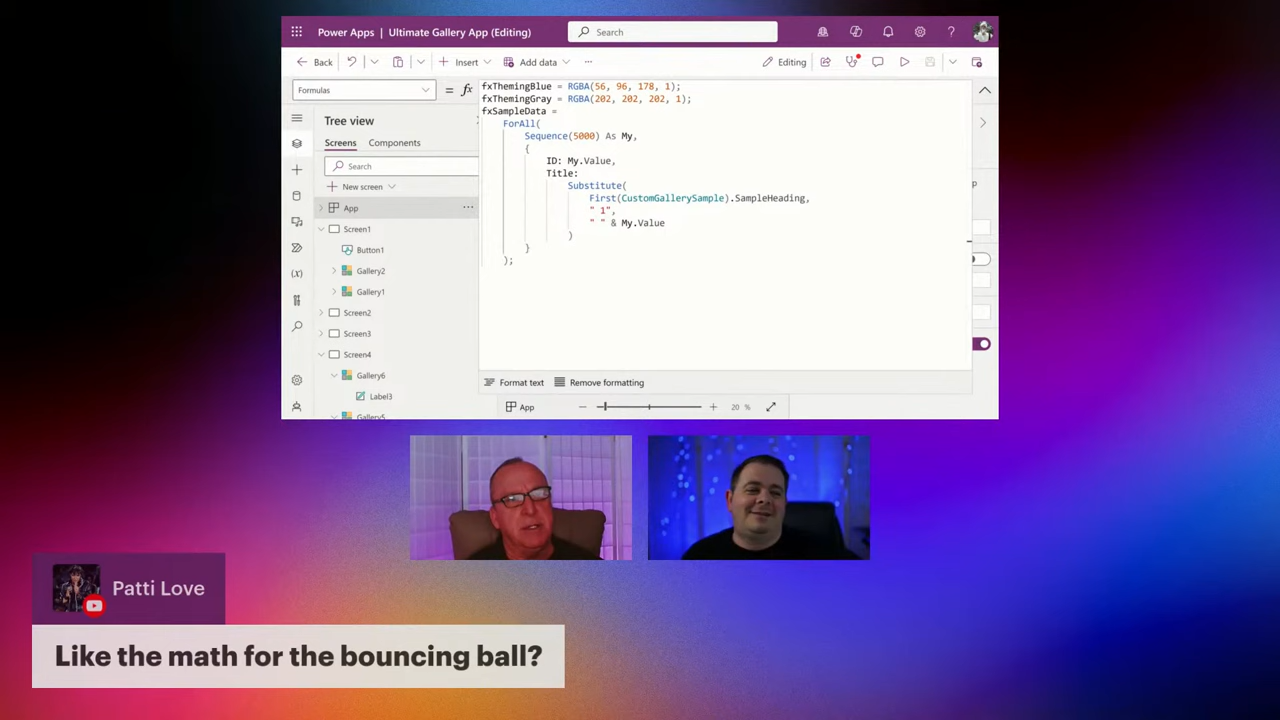 Power Apps | Ultimate Gallery App (Editing)
Search
Back
Insert
Add data
Editing
Formulas
= fx
fxThemingBlue = RGBA(56, 96, 178, 1);
fxThemingGray = RGBA(202, 202, 202, 1);
fxSampleData =
ForAll(
Sequence(5000) As My,
{
ID: My.Value,
Title:
Substitute(
First(CustomGallerySample).SampleHeading,
" 1",
" " & My.Value
)
}
);
Tree view
Screens
Components
Search
New screen
App
Screen1
Button1
Gallery2
Gallery1
Screen2
Screen3
Screen4
Gallery6
Label3
Gallery5
Format text
Remove formatting
App
20 %
Patti Love
Like the math for the bouncing ball?